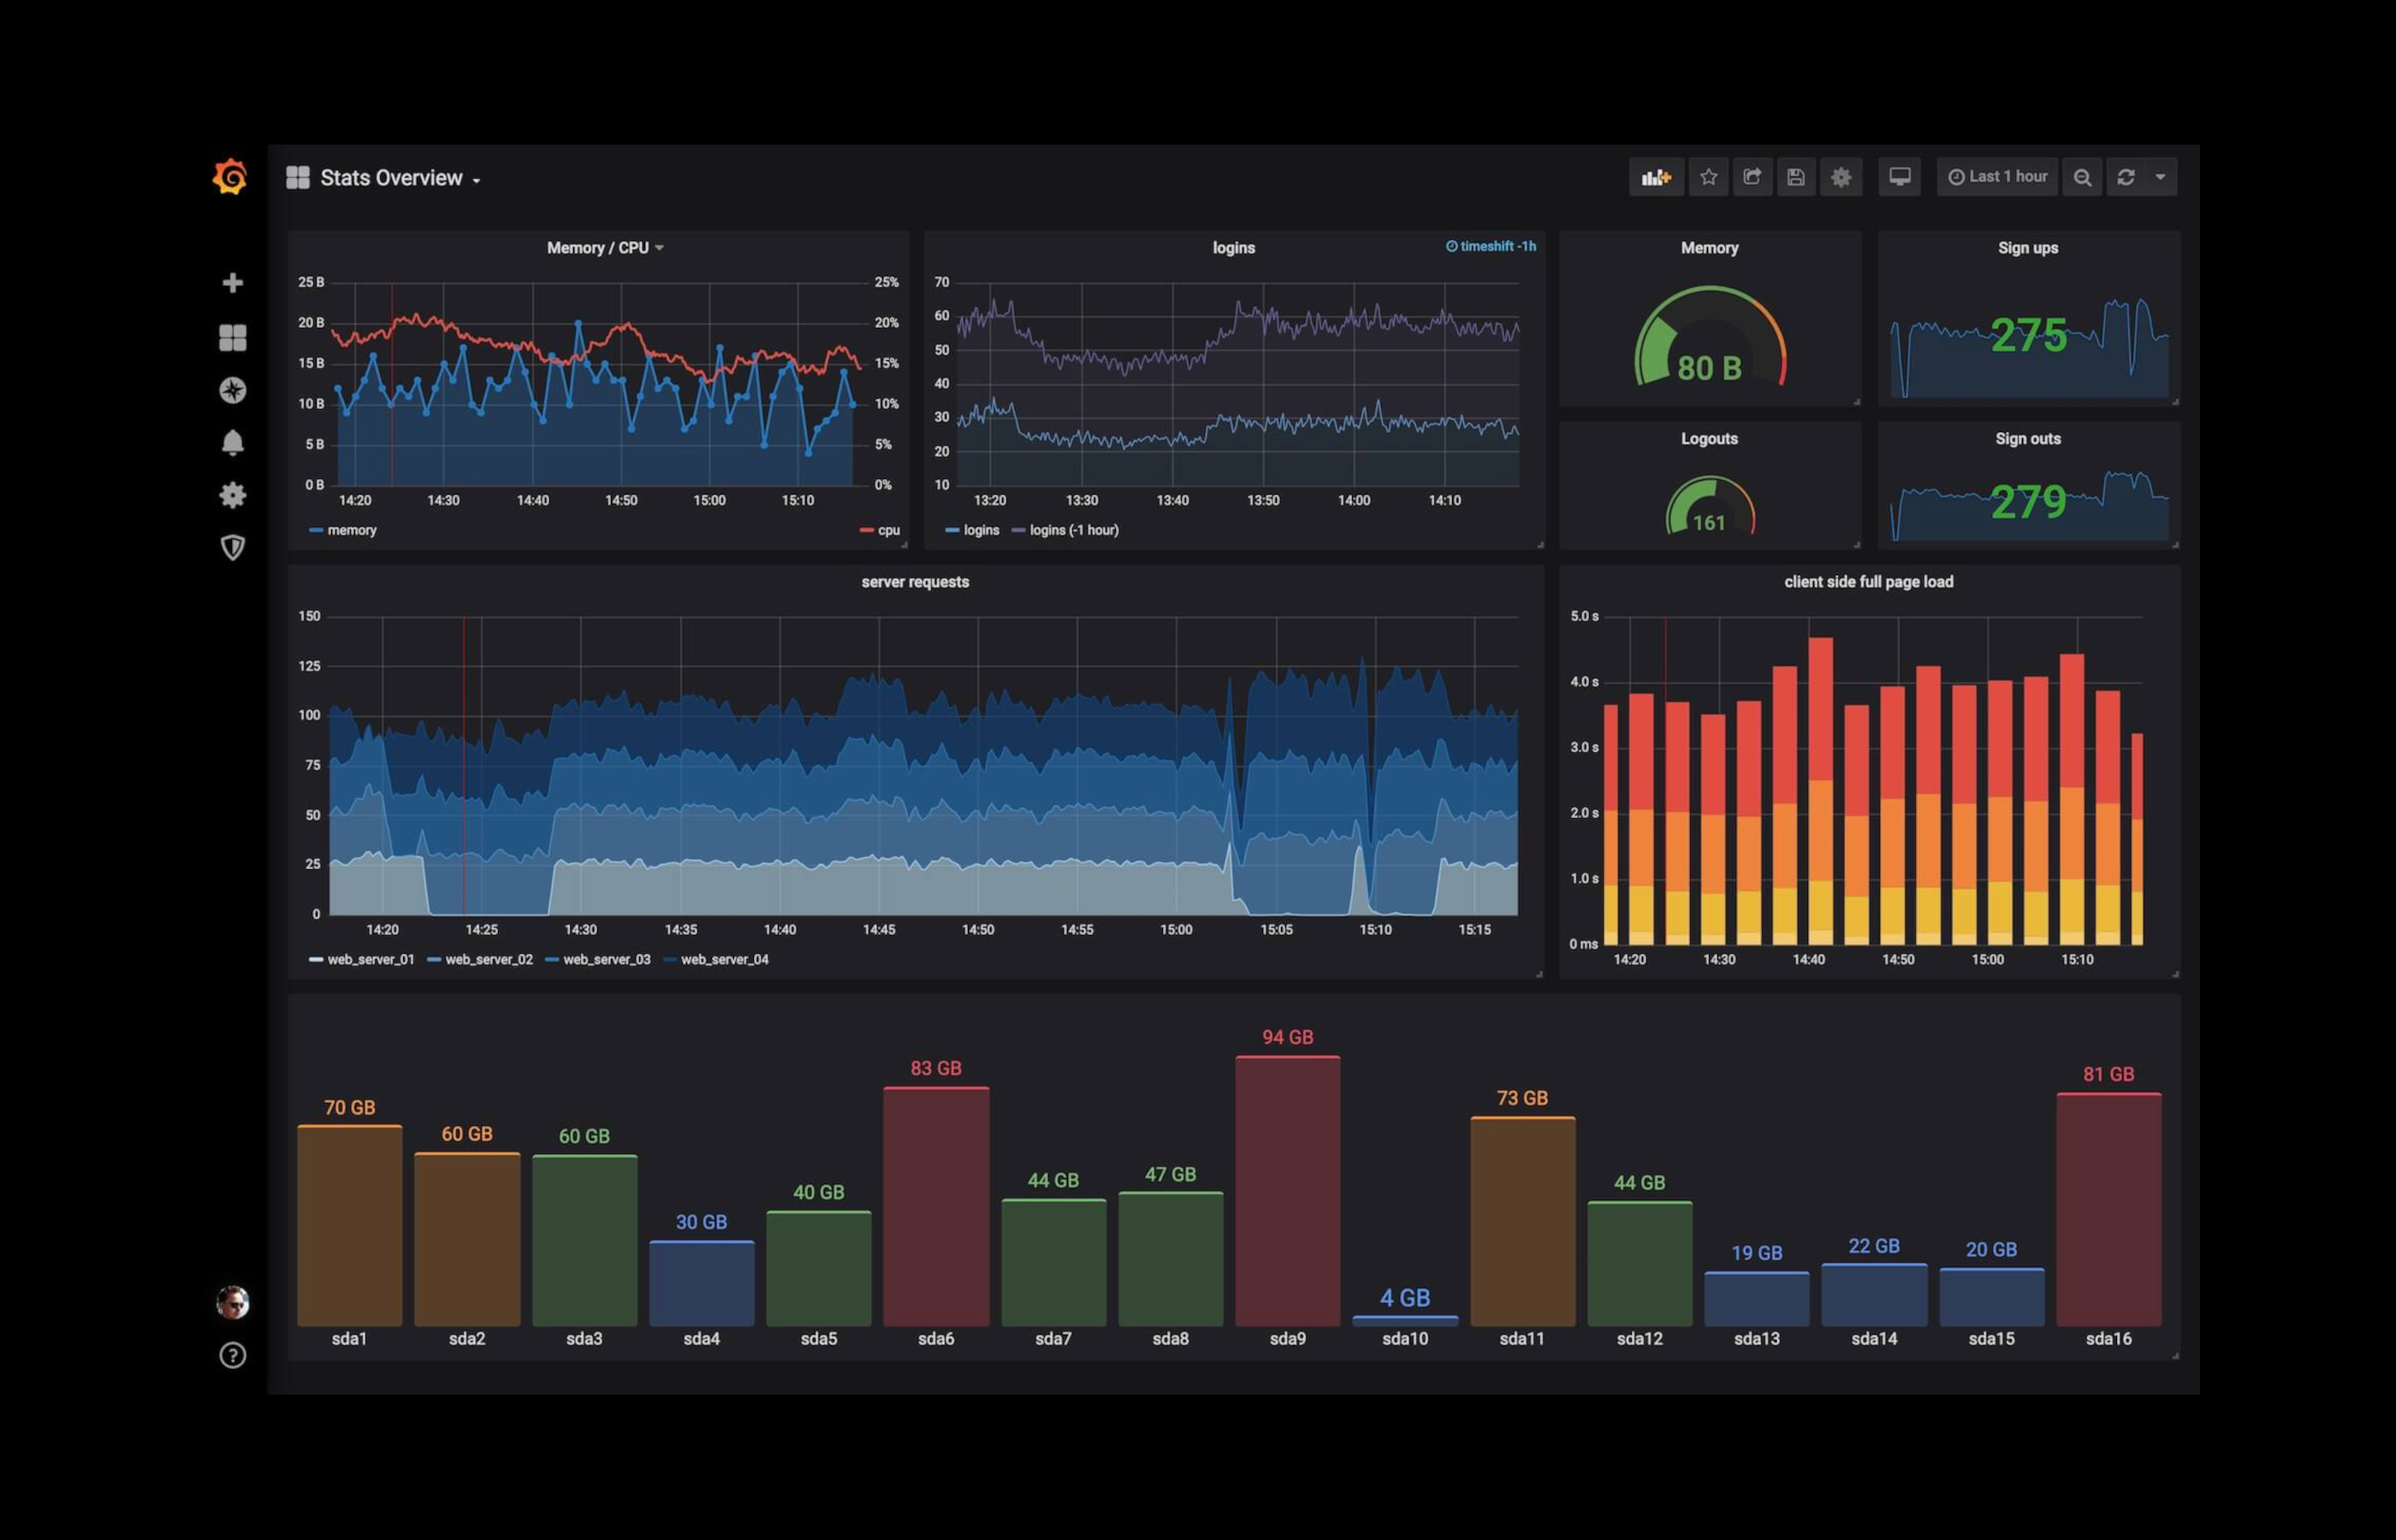 Stats Overview
Last 1 hour
Memory / CPU
25 B
20 B
15 B
10 B
5 B
0 B
25%
20%
15%
10%
5%
0%
14:20 14:30 14:40 14:50 15:00 15:10
memory
cpu
logins
timeshift -1h
70
60
50
40
30
20
10
13:20 13:30 13:40 13:50 14:00 14:10
logins logins (-1 hour)
Memory
80 B
Sign ups
275
Logouts
161
Sign outs
279
server requests
150
125
100
75
50
25
0
14:20 14:25 14:30 14:35 14:40 14:45 14:50 14:55 15:00 15:05 15:10 15:15
web_server_01 web_server_02 web_server_03 web_server_04
client side full page load
5.0 s
4.0 s
3.0 s
2.0 s
1.0 s
0 ms
14:20 14:30 14:40 14:50 15:00 15:10
70 GB 60 GB 60 GB 30 GB 40 GB 83 GB 44 GB 47 GB 94 GB 4 GB 73 GB 44 GB 19 GB 22 GB 20 GB 81 GB
sda1 sda2 sda3 sda4 sda5 sda6 sda7 sda8 sda9 sda10 sda11 sda12 sda13 sda14 sda15 sda16